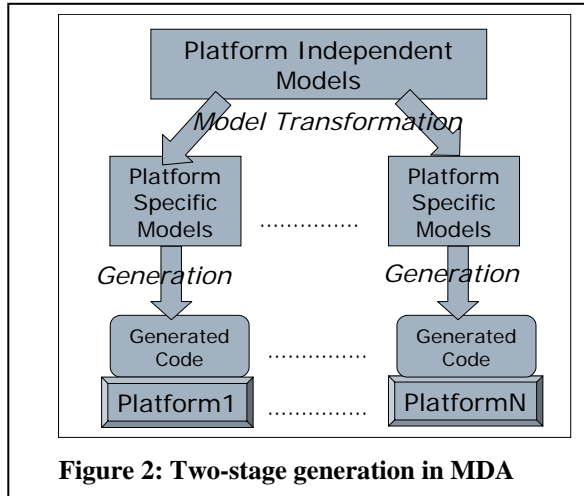 Platform Independent
Models
Model Transformation
Platform
Specific
Models
...............
Platform
Specific
Models
Generation
Generation
Generated
Code
..............
Generated
Code
Platform1
..............
PlatformN
Figure 2: Two-stage generation in MDA